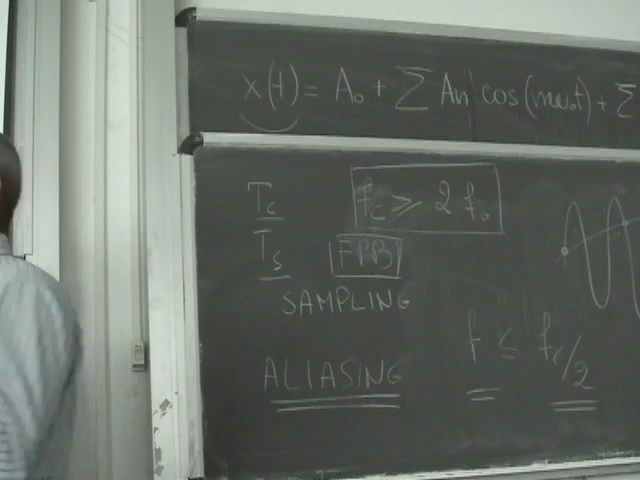 x(t) = A₀ + Σ An cos(nω₀t) + Σ
Tc fc ≥ 2 f₀
Ts FPB
SAMPLING
f ≤ fc/2
ALIASING